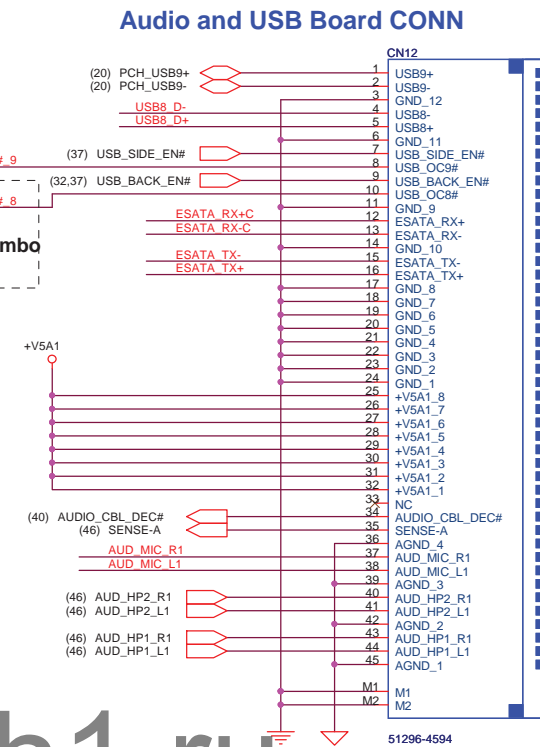 Audio and USB Board CONN
CN12
(20) PCH_USB9+ 1 USB9+
(20) PCH_USB9- 2 USB9-
3 GND_12
USB8_D- 4 USB8-
USB8_D+ 5 USB8+
6 GND_11
(37) USB_SIDE_EN# 7 USB_SIDE_EN#
#_9 8 USB_OC9#
(32,37) USB_BACK_EN# 9 USB_BACK_EN#
#_8 10 USB_OC8#
11 GND_9
ESATA_RX+C 12 ESATA_RX+
ESATA_RX-C 13 ESATA_RX-
mbo 14 GND_10
ESATA_TX- 15 ESATA_TX-
ESATA_TX+ 16 ESATA_TX+
17 GND_8
18 GND_7
19 GND_6
20 GND_5
21 GND_4
+V5A1 22 GND_3
23 GND_2
24 GND_1
25 +V5A1_8
26 +V5A1_7
27 +V5A1_6
28 +V5A1_5
29 +V5A1_4
30 +V5A1_3
31 +V5A1_2
32 +V5A1_1
33 NC
(40) AUDIO_CBL_DEC# 34 AUDIO_CBL_DEC#
(46) SENSE-A 35 SENSE-A
36 AGND_4
AUD_MIC_R1 37 AUD_MIC_R1
AUD_MIC_L1 38 AUD_MIC_L1
39 AGND_3
(46) AUD_HP2_R1 40 AUD_HP2_R1
(46) AUD_HP2_L1 41 AUD_HP2_L1
42 AGND_2
(46) AUD_HP1_R1 43 AUD_HP1_R1
(46) AUD_HP1_L1 44 AUD_HP1_L1
45 AGND_1
M1 M1
M2 M2
51296-4594